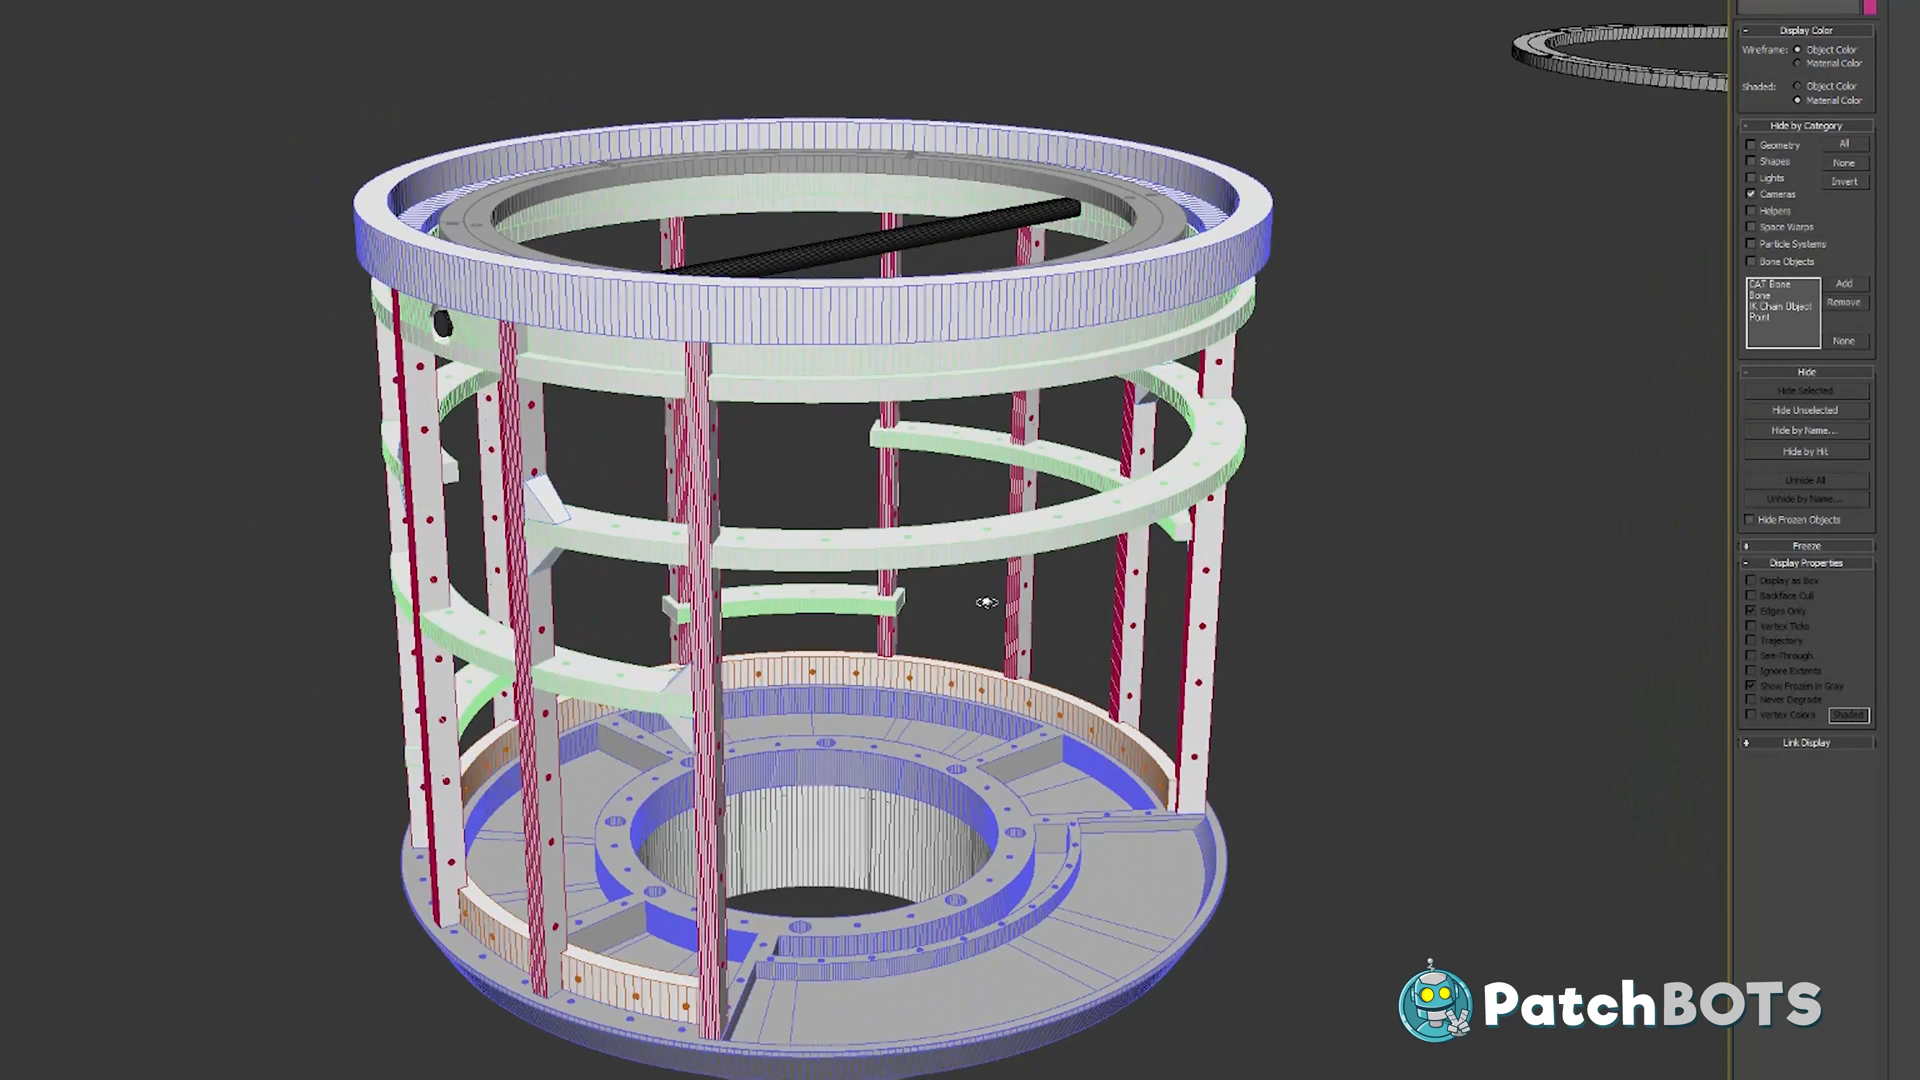 Display Color
Wireframe: Object Color
Material Color
Shaded: Object Color
Material Color
Hide by Category
Geometry
All
Shapes
None
Lights
Invert
Cameras
Helpers
Space Warps
Particle Systems
Bone Objects
CAT Bone
Add
Bone
IK Chain Object
Remove
Point
None
Hide
Hide Selected
Hide Unselected
Hide by Name...
Hide by Hit
Unhide All
Unhide by Name...
Hide Frozen Objects
Freeze
Display Properties
Display as Box
Backface Cull
Edges Only
Vertex Ticks
Trajectory
See-Through
Ignore Extents
Show Frozen in Gray
Never Degrade
Vertex Colors Shaded
Link Display
PatchBOTS